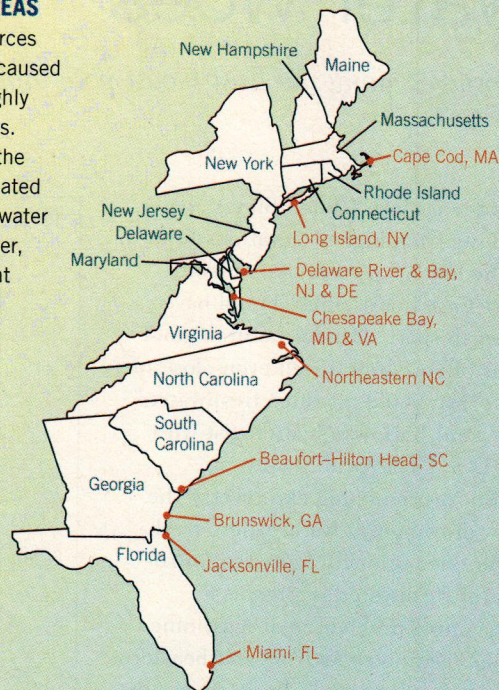 EAS
rces
caused
ghly
s.
the
ated
water
er,
nt
New Hampshire
Maine
Massachusetts
Cape Cod, MA
New York
Rhode Island
Connecticut
New Jersey
Long Island, NY
Delaware
Maryland
Delaware River & Bay,
NJ & DE
Chesapeake Bay,
MD & VA
Virginia
Northeastern NC
North Carolina
South
Carolina
Beaufort–Hilton Head, SC
Georgia
Brunswick, GA
Florida
Jacksonville, FL
Miami, FL